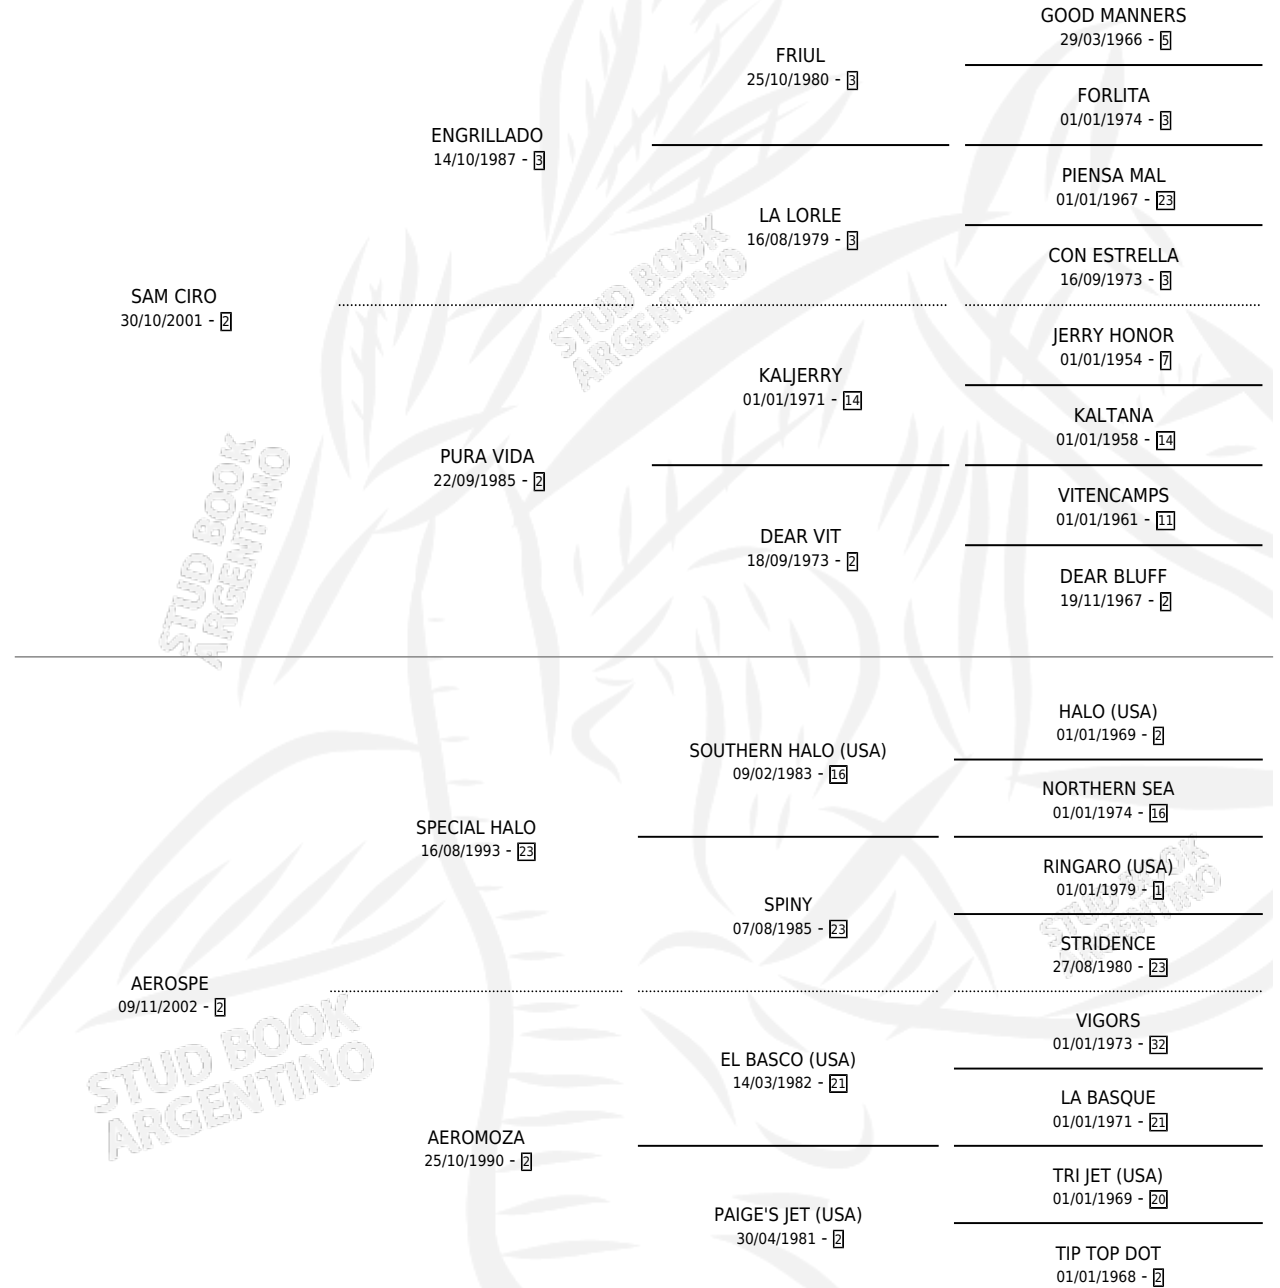 GOOD MANNERS
29/03/1966 - 5
FRIUL
25/10/1980 - 3
FORLITA
01/01/1974 - 3
ENGRILLADO
14/10/1987 - 3
PIENSA MAL
01/01/1967 - 23
LA LORLE
16/08/1979 - 3
CON ESTRELLA
16/09/1973 - 3
SAM CIRO
30/10/2001 - 2
STUD BOOK
ARGENTINO
JERRY HONOR
01/01/1954 - 7
KALJERRY
01/01/1971 - 14
KALTANA
01/01/1958 - 14
PURA VIDA
22/09/1985 - 2
VITENCAMPS
01/01/1961 - 11
DEAR VIT
18/09/1973 - 2
DEAR BLUFF
19/11/1967 - 2
STUD BOOK
ARGENTINO
HALO (USA)
01/01/1969 - 2
SOUTHERN HALO (USA)
09/02/1983 - 16
NORTHERN SEA
01/01/1974 - 16
SPECIAL HALO
16/08/1993 - 23
RINGARO (USA)
01/01/1979 - 1
SPINY
07/08/1985 - 23
STUD BOOK
ARGENTINO
STRIDENCE
27/08/1980 - 23
AEROSPE
09/11/2002 - 2
VIGORS
01/01/1973 - 32
EL BASCO (USA)
14/03/1982 - 21
LA BASQUE
01/01/1971 - 21
STUD BOOK
ARGENTINO
AEROMOZA
25/10/1990 - 2
TRI JET (USA)
01/01/1969 - 20
PAIGE'S JET (USA)
30/04/1981 - 2
TIP TOP DOT
01/01/1968 - 2